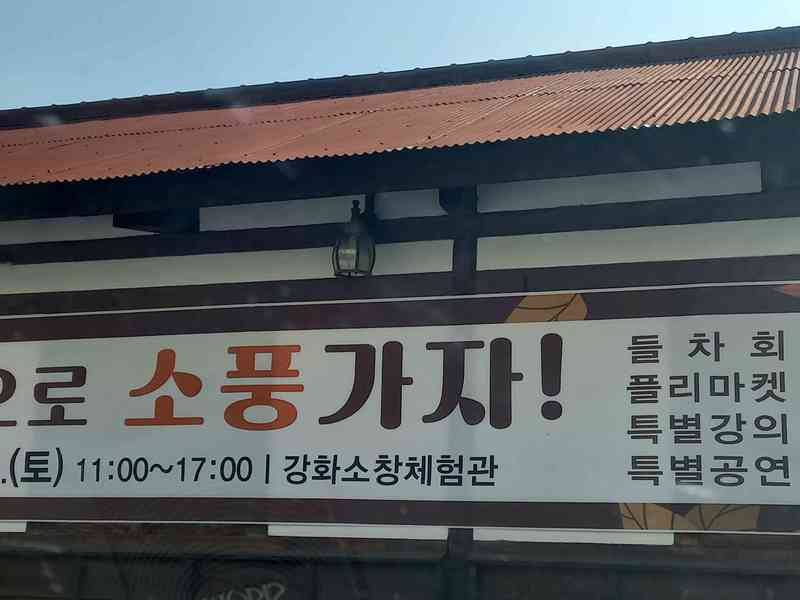 으로 소풍가자!
.(토) 11:00~17:00 | 강화소창체험관
들차회
플리마켓
특별강의
특별공연